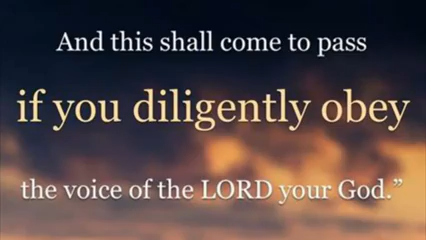 And this shall come to pass
if you diligently obey
the voice of the LORD your God.”